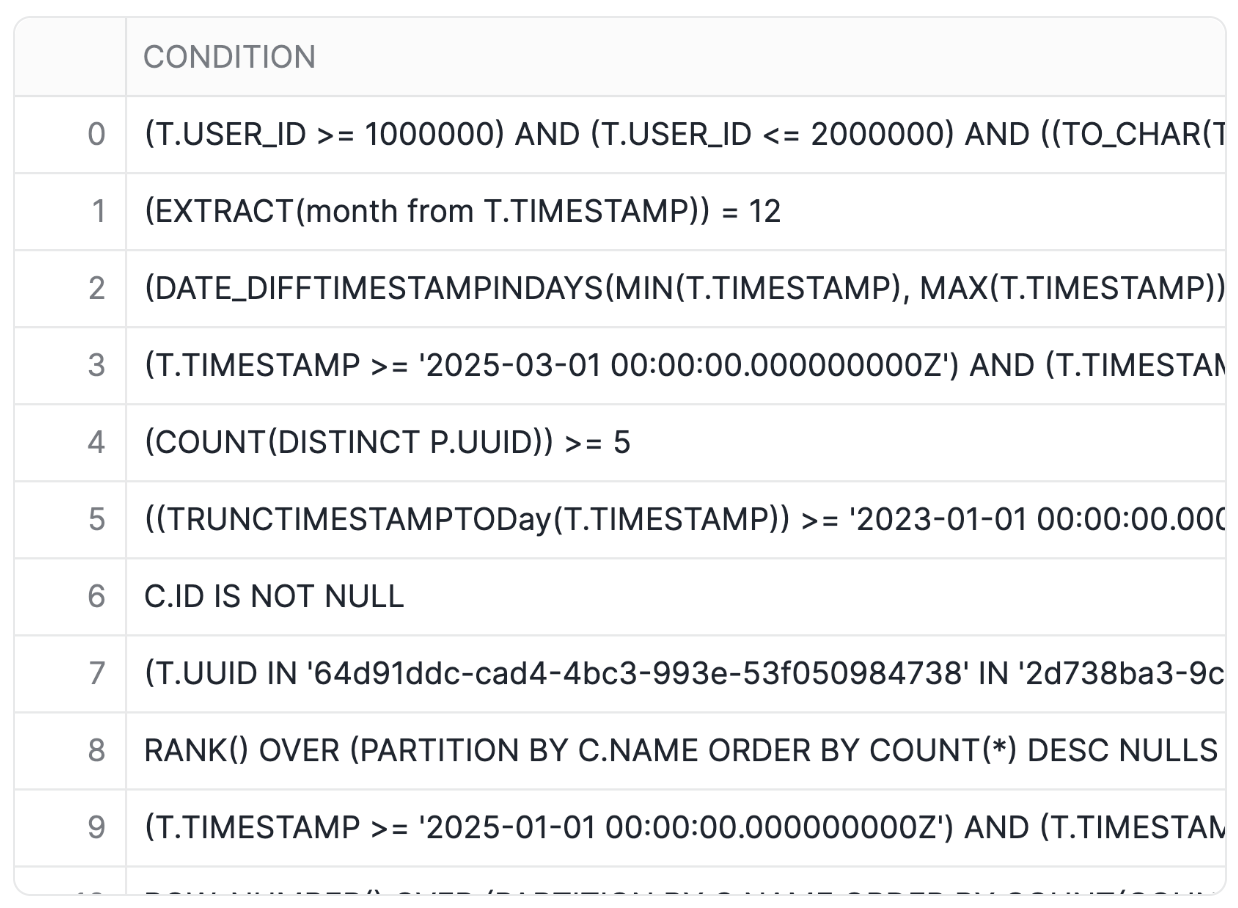 CONDITION
0 (T.USER_ID >= 1000000) AND (T.USER_ID <= 2000000) AND ((TO_CHAR(T
1 (EXTRACT(month from T.TIMESTAMP)) = 12
2 (DATE_DIFFTIMESTAMPINDAYS(MIN(T.TIMESTAMP), MAX(T.TIMESTAMP))
3 (T.TIMESTAMP >= '2025-03-01 00:00:00.000000000Z') AND (T.TIMESTAM
4 (COUNT(DISTINCT P.UUID)) >= 5
5 ((TRUNCTIMESTAMPTODay(T.TIMESTAMP)) >= '2023-01-01 00:00:00.000
6 C.ID IS NOT NULL
7 (T.UUID IN '64d91ddc-cad4-4bc3-993e-53f050984738' IN '2d738ba3-9c
8 RANK() OVER (PARTITION BY C.NAME ORDER BY COUNT(*) DESC NULLS
9 (T.TIMESTAMP >= '2025-01-01 00:00:00.000000000Z') AND (T.TIMESTAM